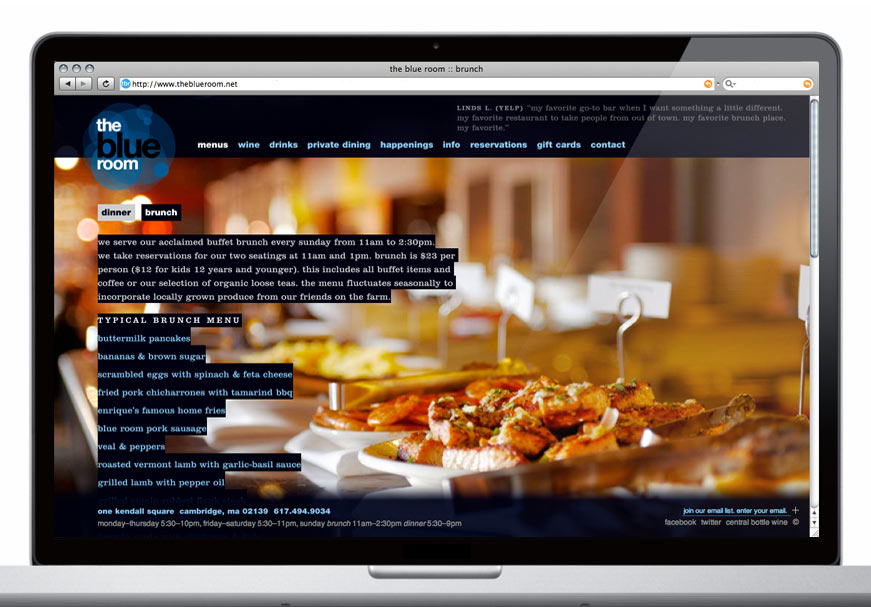 the blue room :: brunch
http://www.theblueroom.net
LINDS L. (YELP) "my favorite go-to bar when I want something a little different.
my favorite restaurant to take people from out of town. my favorite brunch place.
my favorite."
the
blue
room
menus wine drinks private dining happenings info reservations gift cards contact
dinner brunch
we serve our acclaimed buffet brunch every sunday from 11am to 2:30pm.
we take reservations for our two seatings at 11am and 1pm. brunch is $23 per
person ($12 for kids 12 years and younger). this includes all buffet items and
coffee or our selection of organic loose teas. the menu fluctuates seasonally to
incorporate locally grown produce from our friends on the farm.
TYPICAL BRUNCH MENU
buttermilk pancakes
bananas & brown sugar
scrambled eggs with spinach & feta cheese
fried pork chicharrones with tamarind bbq
enrique's famous home fries
blue room pork sausage
veal & peppers
roasted vermont lamb with garlic-basil sauce
grilled lamb with pepper oil
one kendall square cambridge, ma 02139 617.494.9034
monday–thursday 5:30–10pm, friday–saturday 5:30–11pm, sunday brunch 11am–2:30pm dinner 5:30–9pm
join our email list. enter your email. +
facebook twitter central bottle wine ©